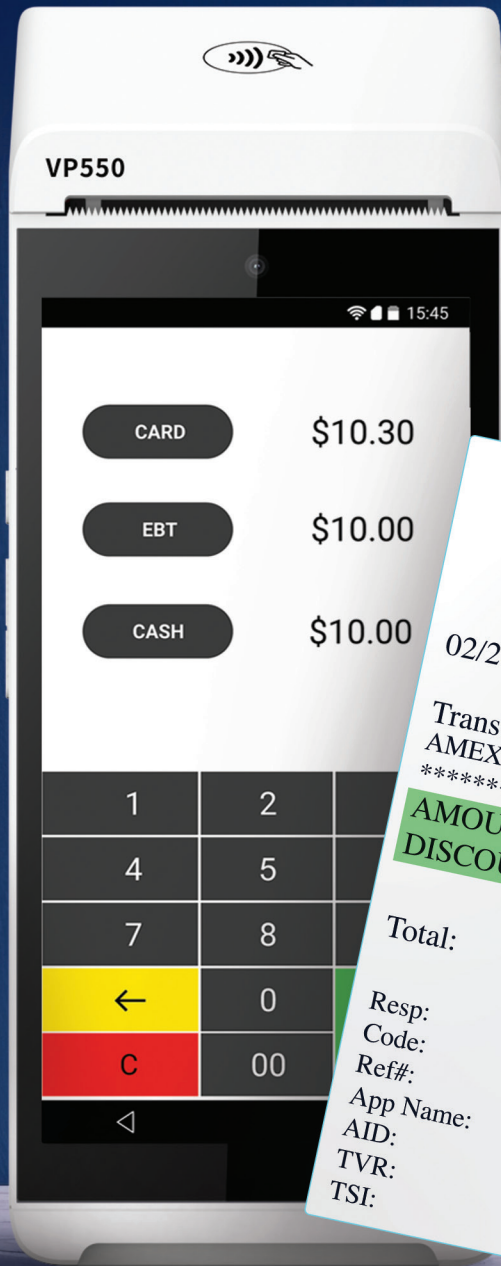 VP550
15:45
CARD $10.30
EBT $10.00
CASH $10.00
1 2
4 5
7 8
← 0
C 00
02/2
Trans
AMEX
*******
AMOU
DISCOU
Total:
Resp:
Code:
Ref#:
App Name:
AID:
TVR:
TSI: